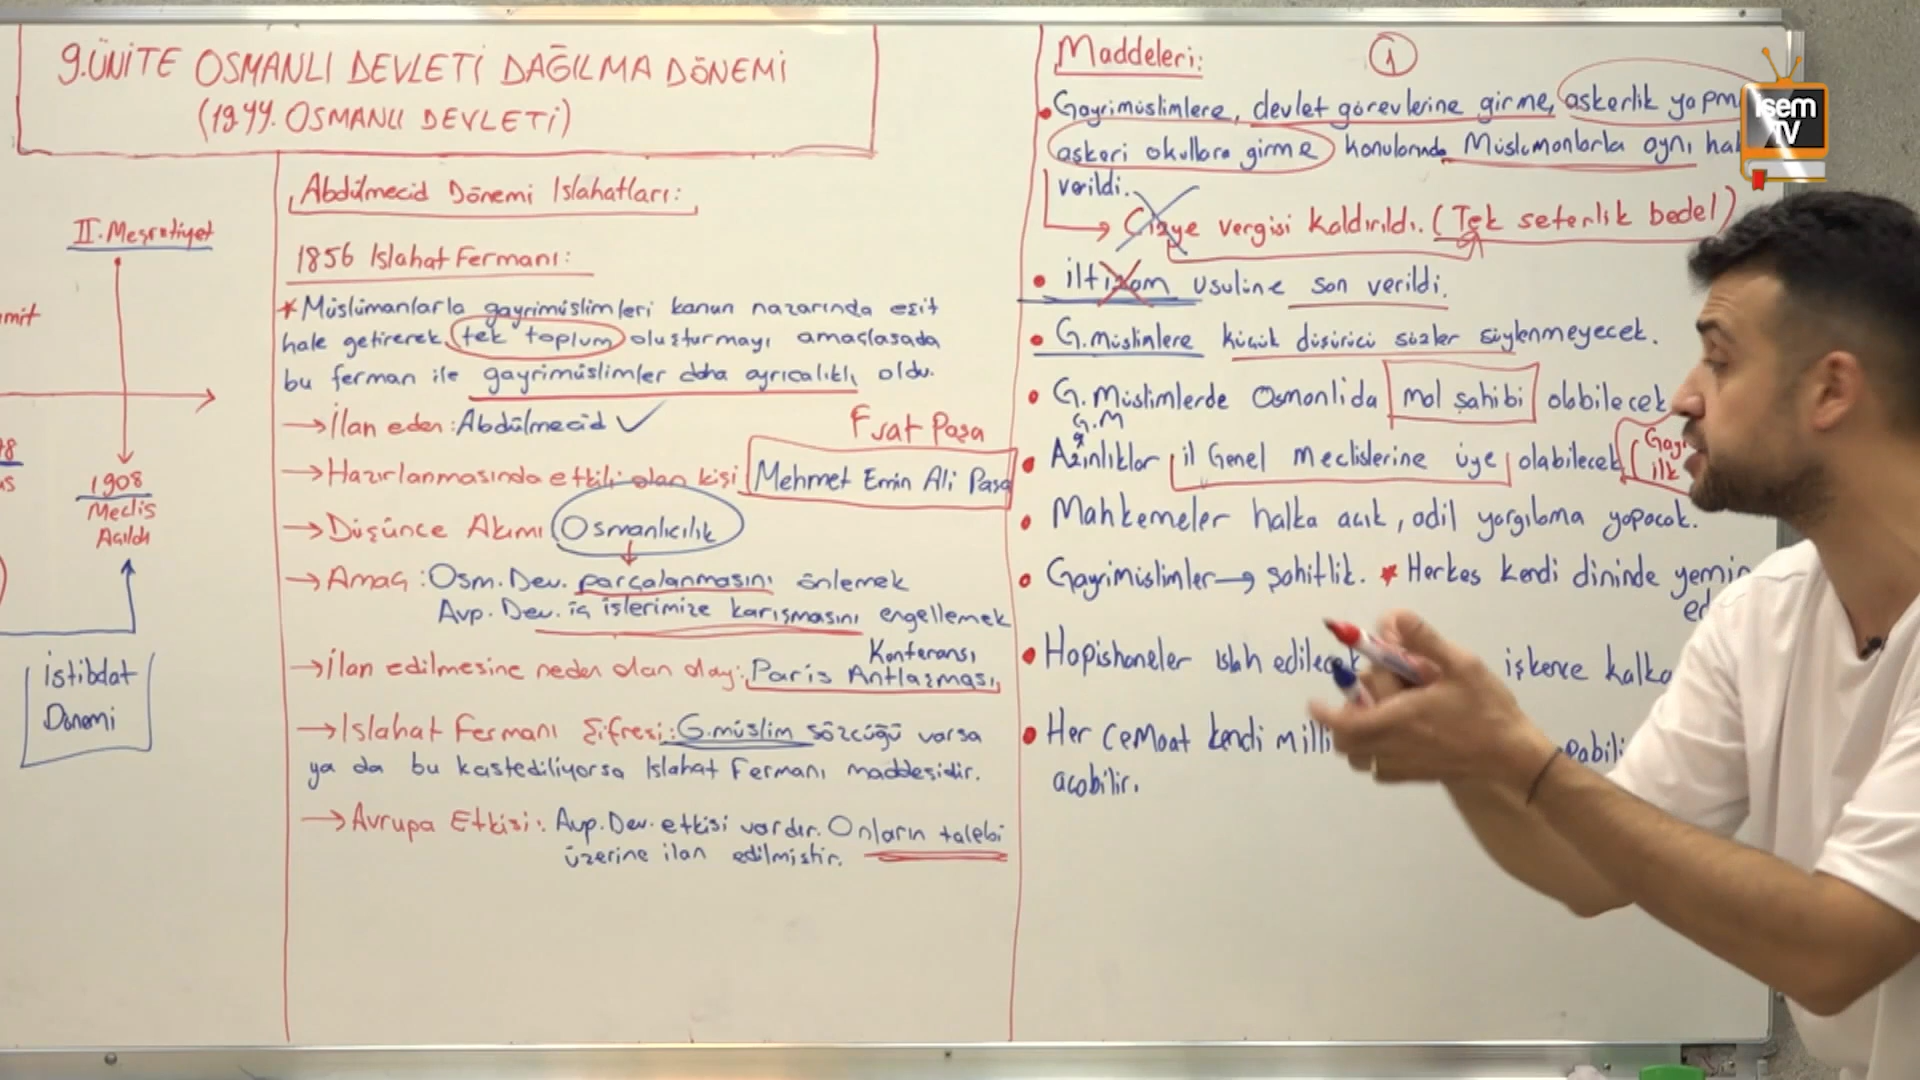 9.ÜNİTE OSMANLI DEVLETİ DAĞILMA DÖNEMİ
(19.YY. OSMANLI DEVLETİ)
II. Meşrutiyet
mit
1908
Meclis
Açıldı
İstibdat
Dönemi
Abdülmecid Dönemi Islahatları:
1856 Islahat Fermanı:
* Müslümanlarla gayrimüslimleri kanun nazarında eşit
hale getirerek tek toplum oluşturmayı amaçlasada
bu ferman ile gayrimüslimler daha ayrıcalıklı oldu.
→ İlan eden: Abdülmecid ✓
Fuat Paşa
→ Hazırlanmasında etkili olan kişi Mehmet Emin Ali Paşa
→ Düşünce Akımı Osmanlıcılık
→ Amaç: Osm. Dev. parçalanmasını önlemek
Avp. Dev. iç işlerimize karışmasını engellemek
Konferansı
→ İlan edilmesine neden olan olay: Paris Antlaşması
→ Islahat Fermanı Şifresi: G.müslim sözcüğü varsa
ya da bu kastediliyorsa Islahat Fermanı maddesidir.
→ Avrupa Etkisi: Avp. Dev. etkisi vardır. Onların talebi
üzerine ilan edilmiştir.
Maddeleri: 1
• Gayrimüslimlere, devlet görevlerine girme, askerlik yapm
askeri okullara girme konularında Müslümanlarla aynı hak
verildi.
→ Cizye vergisi kaldırıldı. (Tek seferlik bedel)
• İltizam usulüne son verildi.
• G.müslimlere küçük düşürücü sözler söylenmeyecek.
• G. Müslimlerde Osmanlıda mal sahibi olabilecek
G.M
• Azınlıklar il Genel meclislerine üye olabilecek (Gayr
ilk
• Mahkemeler halka açık, adil yargılama yapacak.
• Gayrimüslimler → şahitlik. * Herkes kendi dininde yemin
ed
• Hapishaneler ıslah edilecek işkence kalka
• Her cemaat kendi milli pabili
açabilir.
isem
TV